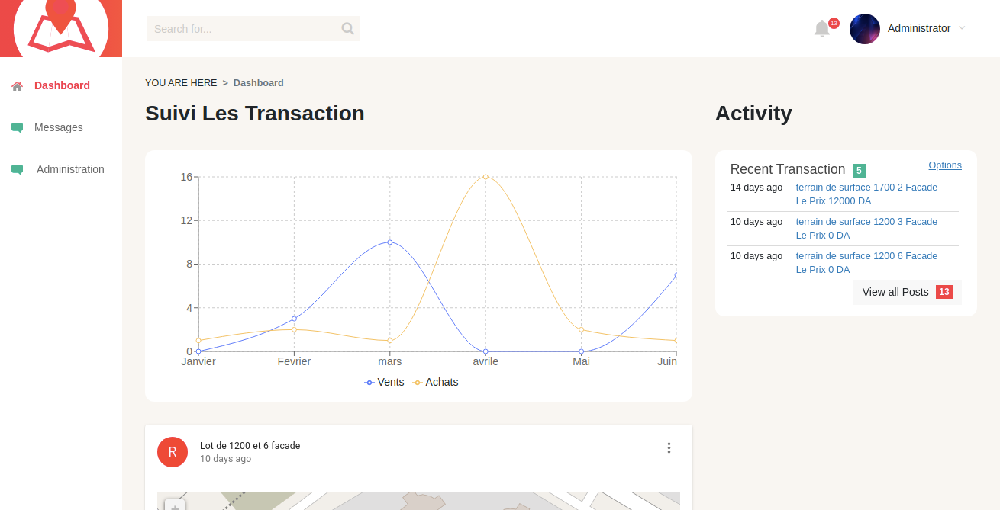 Search for...
13
Administrator
Dashboard
Messages
Administration
YOU ARE HERE > Dashboard
Suivi Les Transaction
16
12
8
4
0
Janvier Fevrier mars avrile Mai Juin
Vents Achats
Activity
Recent Transaction 5
Options
14 days ago terrain de surface 1700 2 Facade
Le Prix 12000 DA
10 days ago terrain de surface 1200 3 Facade
Le Prix 0 DA
10 days ago terrain de surface 1200 6 Facade
Le Prix 0 DA
View all Posts 13
R
Lot de 1200 et 6 facade
10 days ago
+